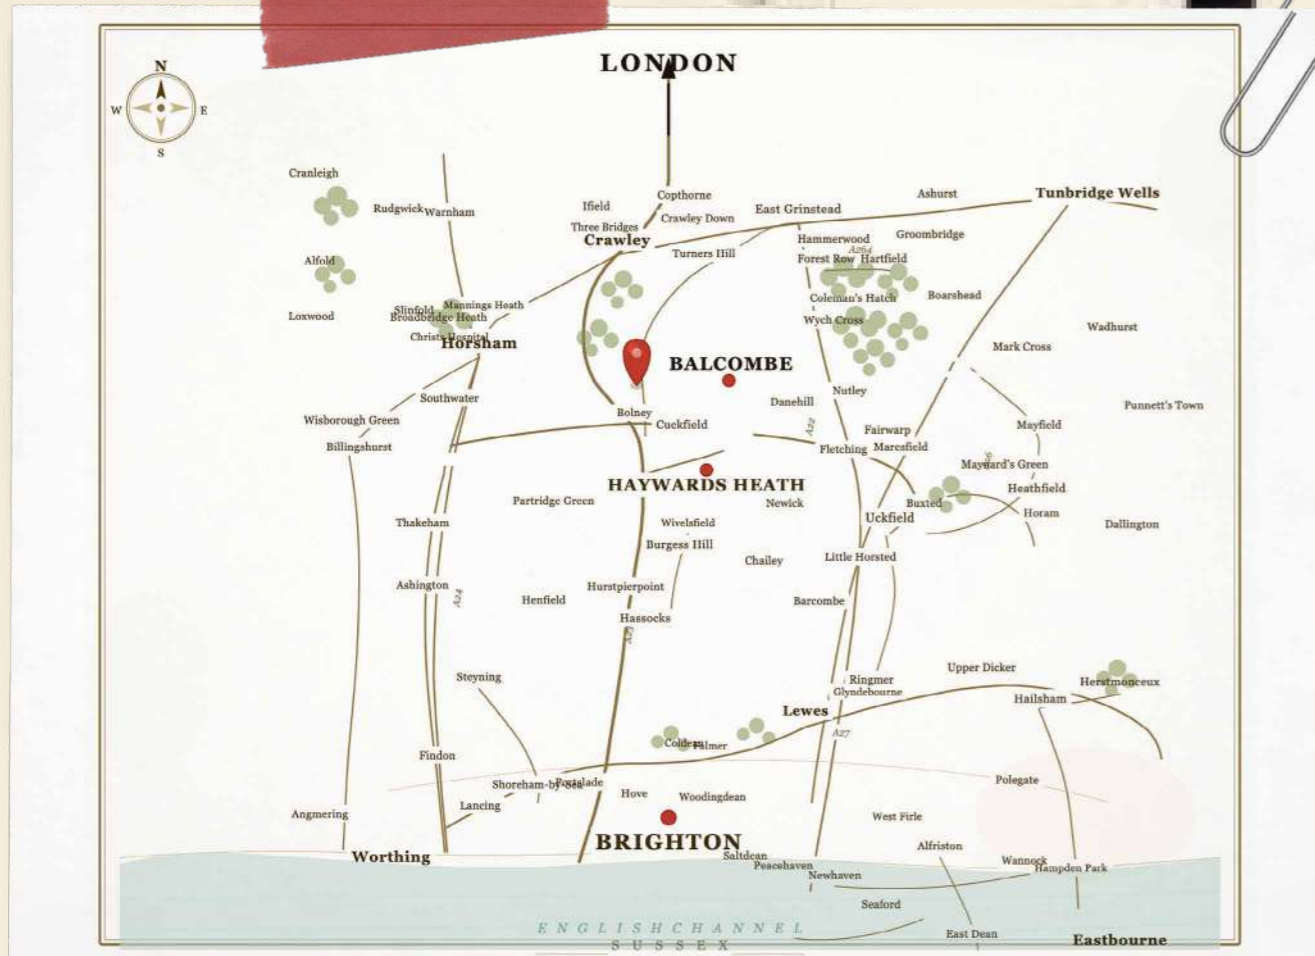 LONDON
N
W
E
S
Cranleigh
Copthorne
Ashurst
Tunbridge Wells
Rudgwick
Warnham
Ifield
East Grinstead
Crawley Down
Three Bridges
Crawley
Hammerwood
Groombridge
A264
Turners Hill
Forest Row
Hartfield
Alfold
Coleman's Hatch
Boarshead
Mannings Heath
Slinfold
Broadbridge Heath
Loxwood
Wych Cross
Wadhurst
Christs Hospital
Horsham
Mark Cross
BALCOMBE
Nutley
Southwater
Danehill
Punnett's Town
Bolney
Wisborough Green
Cuckfield
A22
Mayfield
Fairwarp
Billingshurst
Fletching
Maresfield
Maynard's Green
HAYWARDS HEATH
Heathfield
Partridge Green
Newick
Buxted
Horam
Uckfield
Thakeham
Wivelsfield
Dallington
Burgess Hill
Chailey
Little Horsted
Ashington
Hurstpierpoint
A24
Henfield
Barcombe
Hassocks
A23
Upper Dicker
Steyning
Ringmer
Herstmonceux
Glyndebourne
Hailsham
Lewes
A27
Falmer
Findon
Polegate
Shoreham-by-Sea
Portslade
Hove
Woodingdean
Lancing
Angmering
West Firle
BRIGHTON
Alfriston
Worthing
Saltdean
Peacehaven
Wannock
Hampden Park
Newhaven
Seaford
ENGLISH CHANNEL
East Dean
Eastbourne
SUSSEX